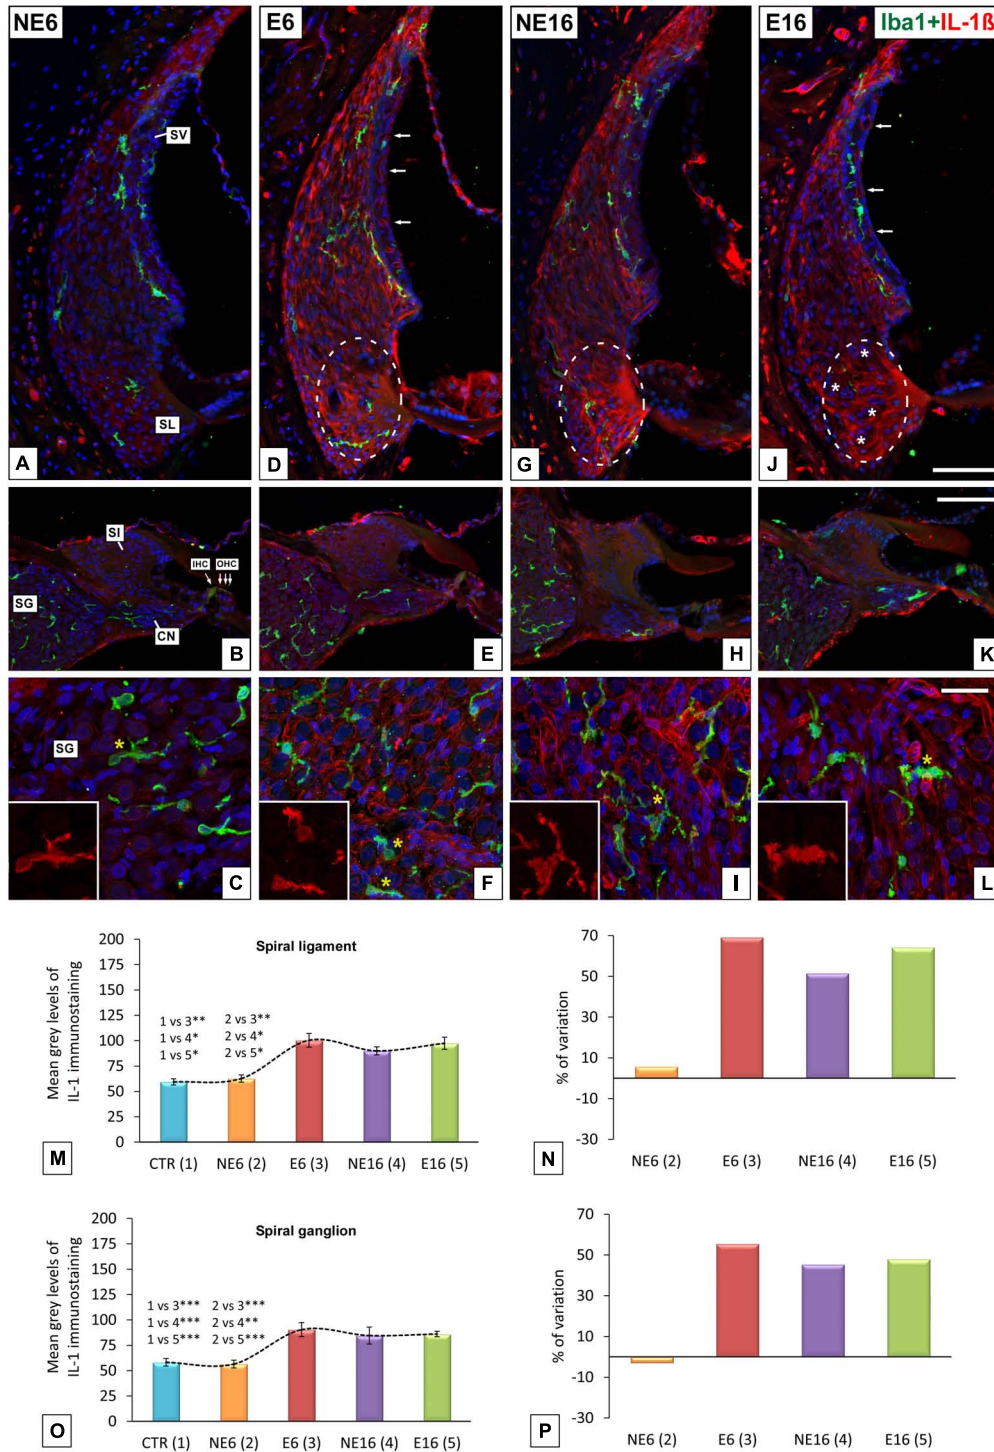 NE6
E6
NE16
E16
Iba1+IL-1ß
SV
SL
A
D
G
J
SI
IHC
OHC
SG
CN
B
E
H
K
SG
C
F
I
L
Mean grey levels of
IL-1 immunostaining
200
175
150
125
100
75
50
25
0
Spiral ligament
1 vs 3**
1 vs 4*
1 vs 5*
2 vs 3**
2 vs 4*
2 vs 5*
CTR (1)
NE6 (2)
E6 (3)
NE16 (4)
E16 (5)
M
% of variation
70
50
30
10
-10
-30
NE6 (2)
E6 (3)
NE16 (4)
E16 (5)
N
Mean grey levels of
IL-1 immunostaining
200
175
150
125
100
75
50
25
0
Spiral ganglion
1 vs 3***
1 vs 4***
1 vs 5***
2 vs 3***
2 vs 4**
2 vs 5***
CTR (1)
NE6 (2)
E6 (3)
NE16 (4)
E16 (5)
O
% of variation
70
50
30
10
-10
-30
NE6 (2)
E6 (3)
NE16 (4)
E16 (5)
P